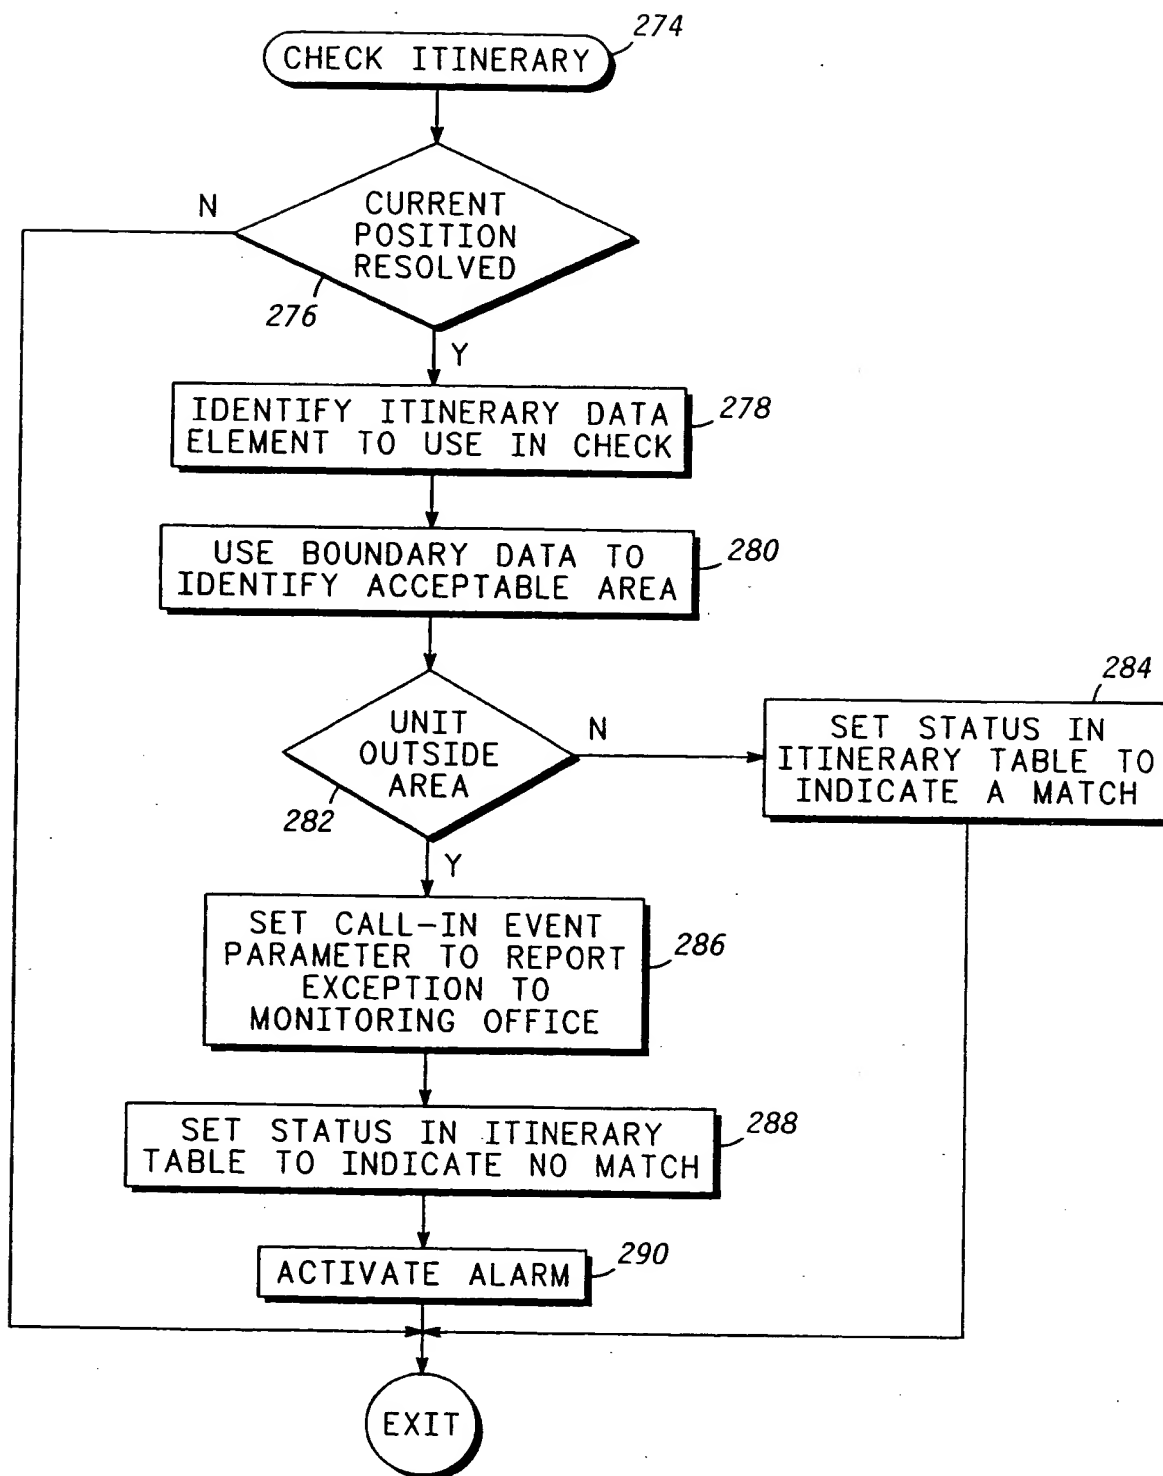 274
CHECK ITINERARY
N
CURRENT
POSITION
RESOLVED
276
Y
IDENTIFY ITINERARY DATA
ELEMENT TO USE IN CHECK
278
USE BOUNDARY DATA TO
IDENTIFY ACCEPTABLE AREA
280
UNIT
OUTSIDE
AREA
282
N
284
SET STATUS IN
ITINERARY TABLE TO
INDICATE A MATCH
Y
SET CALL-IN EVENT
PARAMETER TO REPORT
EXCEPTION TO
MONITORING OFFICE
286
SET STATUS IN ITINERARY
TABLE TO INDICATE NO MATCH
288
ACTIVATE ALARM
290
EXIT